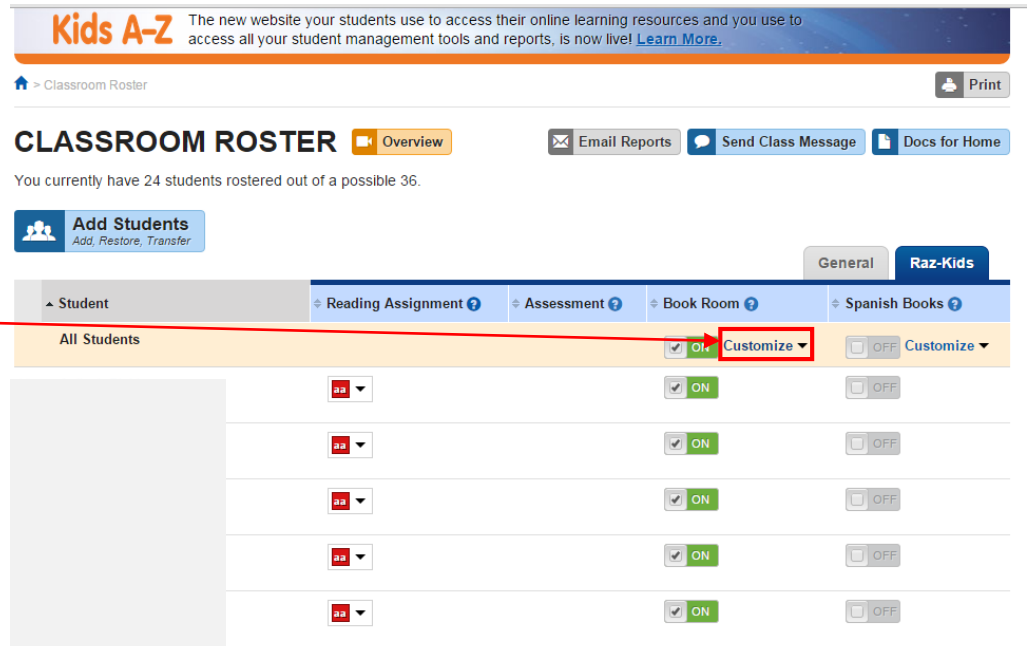 Kids A–Z The new website your students use to access their online learning resources and you use to
access all your student management tools and reports, is now live! Learn More.
> Classroom Roster Print
CLASSROOM ROSTER Overview Email Reports Send Class Message Docs for Home
You currently have 24 students rostered out of a possible 36.
Add Students
Add, Restore, Transfer
General Raz-Kids
Student Reading Assignment ? Assessment ? Book Room ? Spanish Books ?
All Students ON Customize OFF Customize
aa ON OFF
aa ON OFF
aa ON OFF
aa ON OFF
aa ON OFF